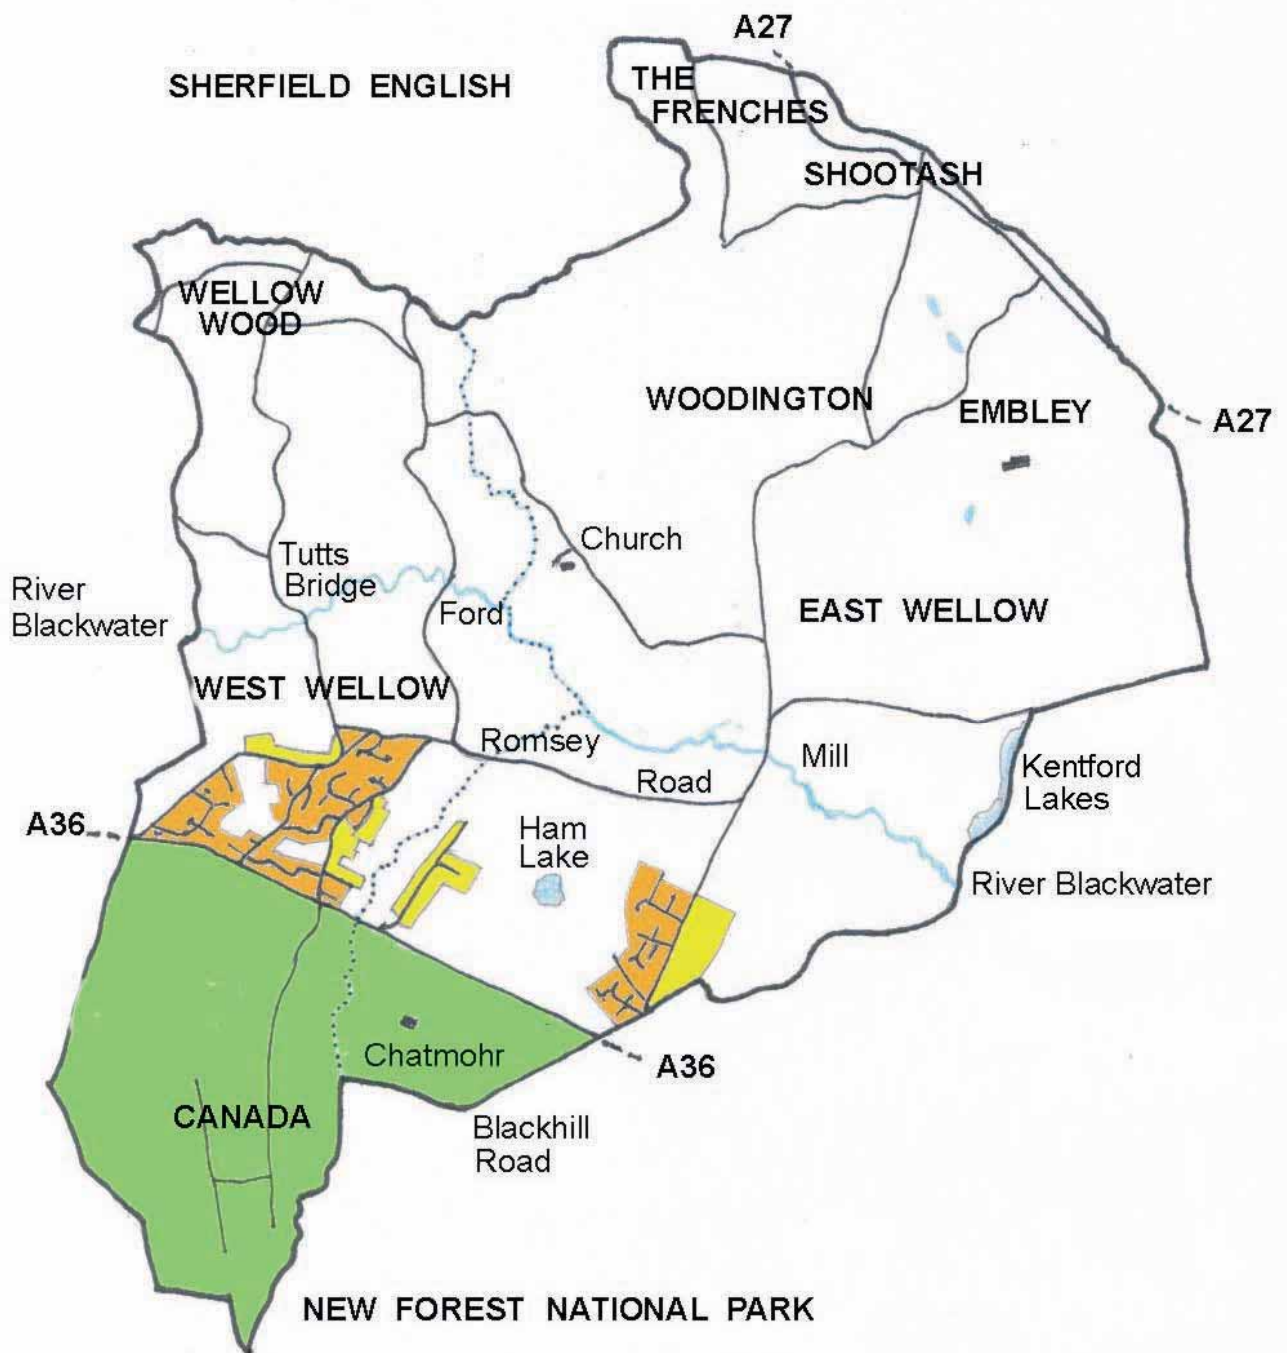 A27
SHERFIELD ENGLISH
THE
FRENCHES
SHOOTASH
WELLOW
WOOD
WOODINGTON
EMBLEY
A27
Church
Tutts
Bridge
River
Blackwater
Ford
EAST WELLOW
WEST WELLOW
Romsey
Road
Mill
Kentford
Lakes
A36
Ham
Lake
River Blackwater
Chatmohr
A36
CANADA
Blackhill
Road
NEW FOREST NATIONAL PARK